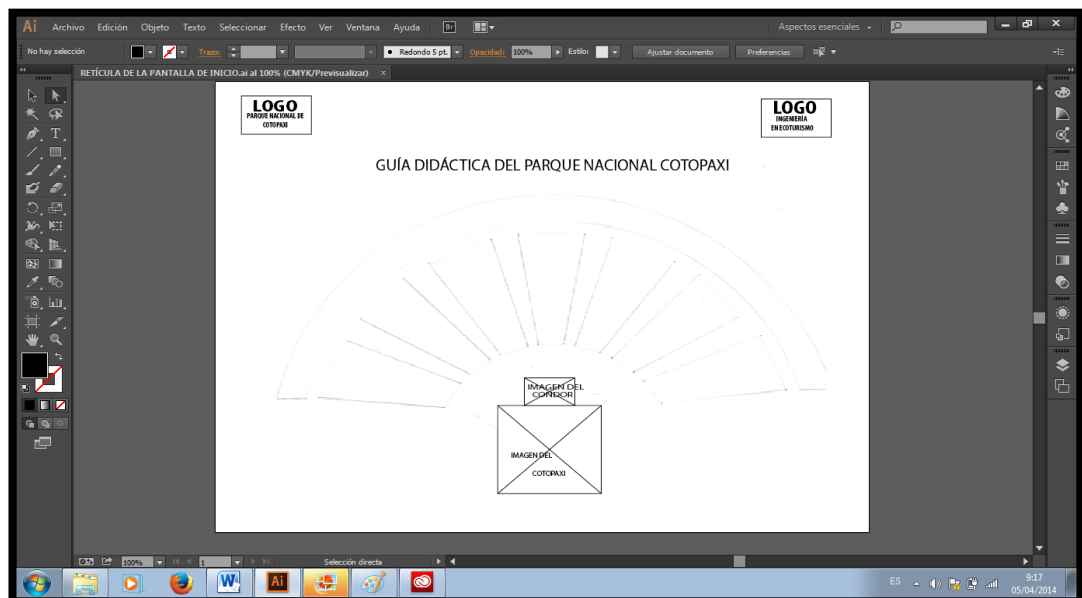 Ai Archivo Edición Objeto Texto Seleccionar Efecto Ver Ventana Ayuda Br Aspectos esenciales
No hay selección Trazo: Redondo 5 pt. Opacidad: 100% Estilo: Ajustar documento Preferencias
RETÍCULA DE LA PANTALLA DE INICIO.ai al 100% (CMYK/Previsualizar) ×
LOGO
PARQUE NACIONAL DE
COTOPAXI
LOGO
INGENIERÍA
EN ECOTURISMO
GUÍA DIDÁCTICA DEL PARQUE NACIONAL COTOPAXI
IMAGEN DEL
CONDOR
IMAGEN DEL
COTOPAXI
100% 1 Selección directa
W Ai ES 9:17
05/04/2014